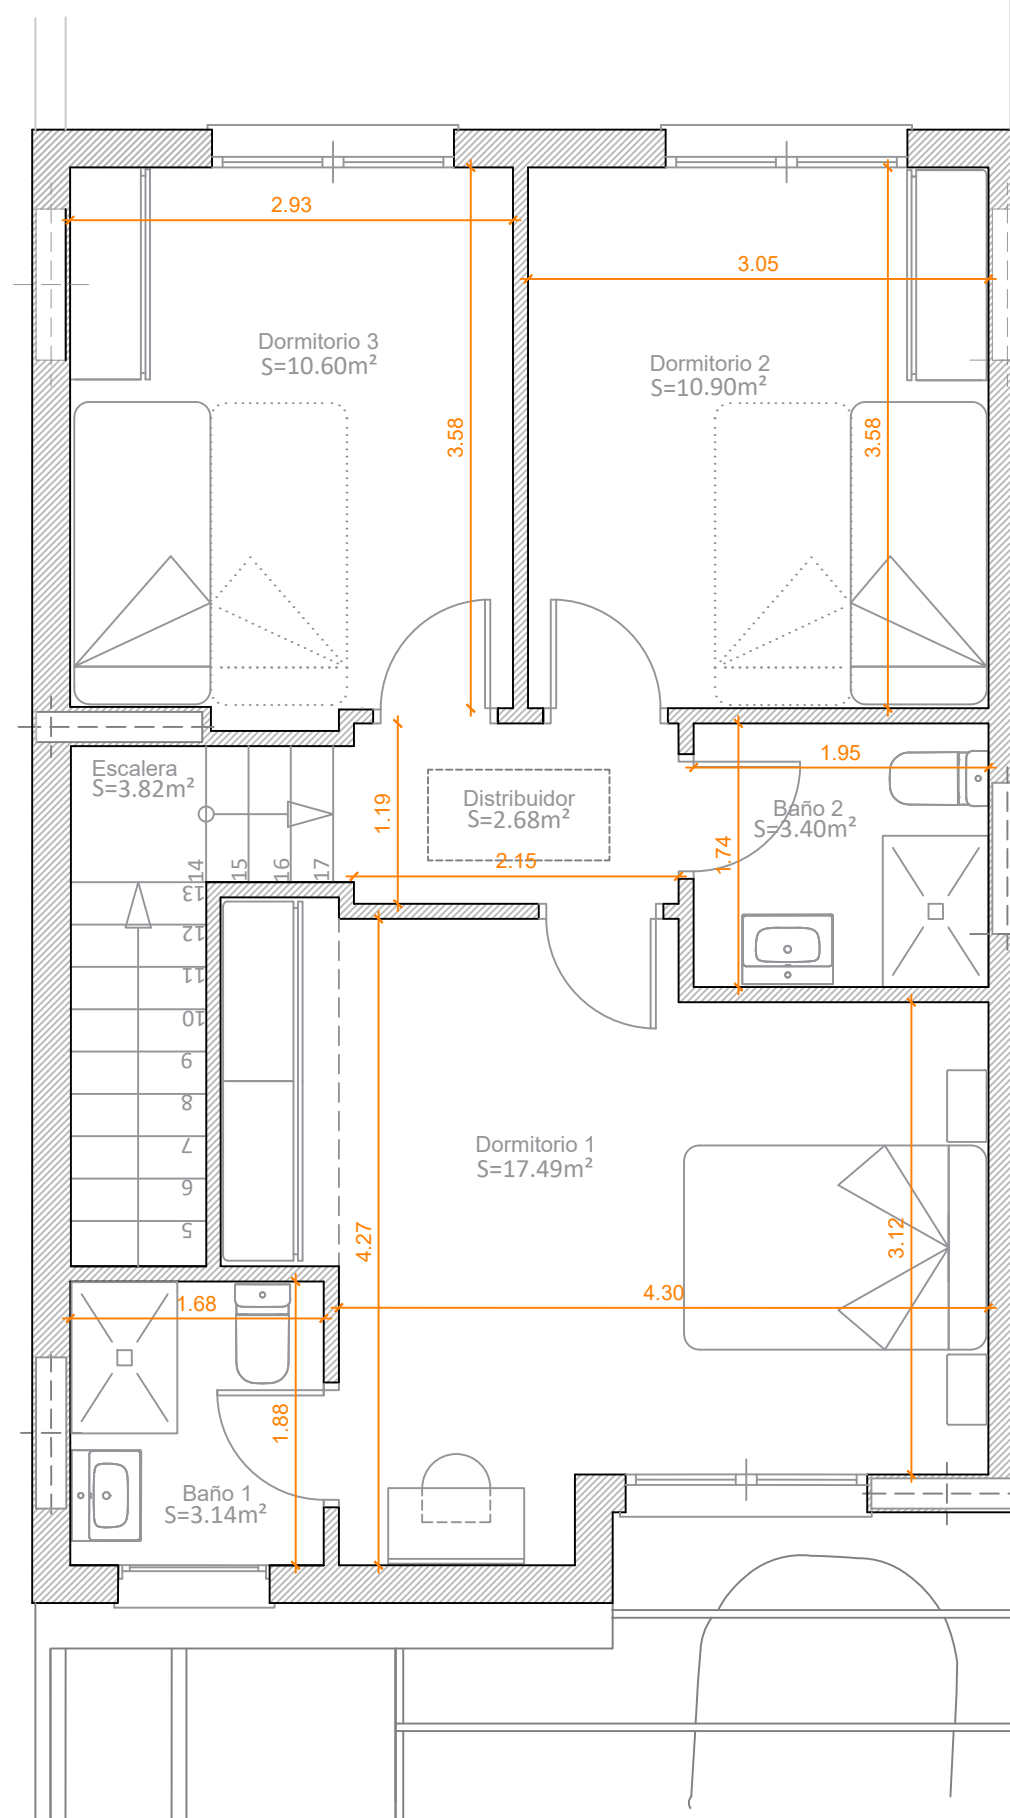 2.93
3.05
Dormitorio 3
S=10.60m²
Dormitorio 2
S=10.90m²
3.58
3.58
Escalera
S=3.82m²
1.95
Distribuidor
S=2.68m²
Baño 2
S=3.40m²
1.19
1.74
2.15
14
15
16
17
13
12
11
10
9
8
7
6
5
Dormitorio 1
S=17.49m²
4.27
3.12
4.30
1.68
1.88
Baño 1
S=3.14m²